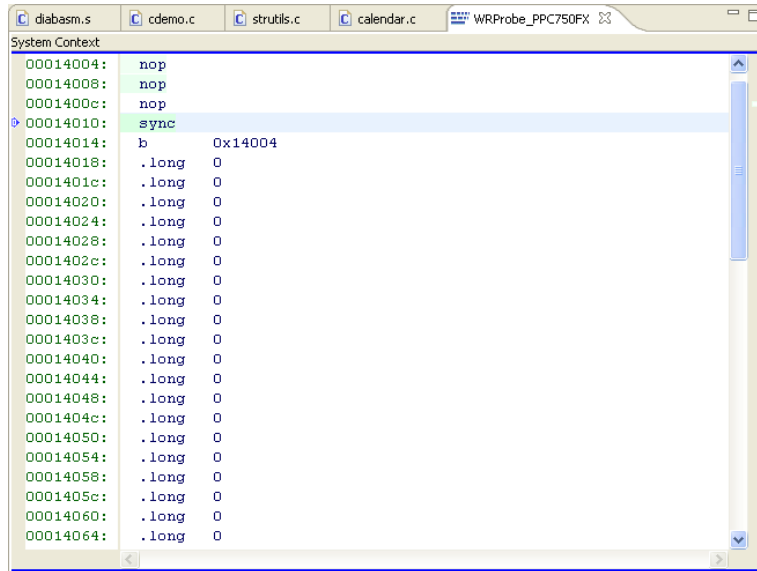 diabasm.s cdemo.c strutils.c calendar.c WRProbe_PPC750FX
System Context
00014004: nop
00014008: nop
0001400c: nop
00014010: sync
00014014: b 0x14004
00014018: .long 0
0001401c: .long 0
00014020: .long 0
00014024: .long 0
00014028: .long 0
0001402c: .long 0
00014030: .long 0
00014034: .long 0
00014038: .long 0
0001403c: .long 0
00014040: .long 0
00014044: .long 0
00014048: .long 0
0001404c: .long 0
00014050: .long 0
00014054: .long 0
00014058: .long 0
0001405c: .long 0
00014060: .long 0
00014064: .long 0